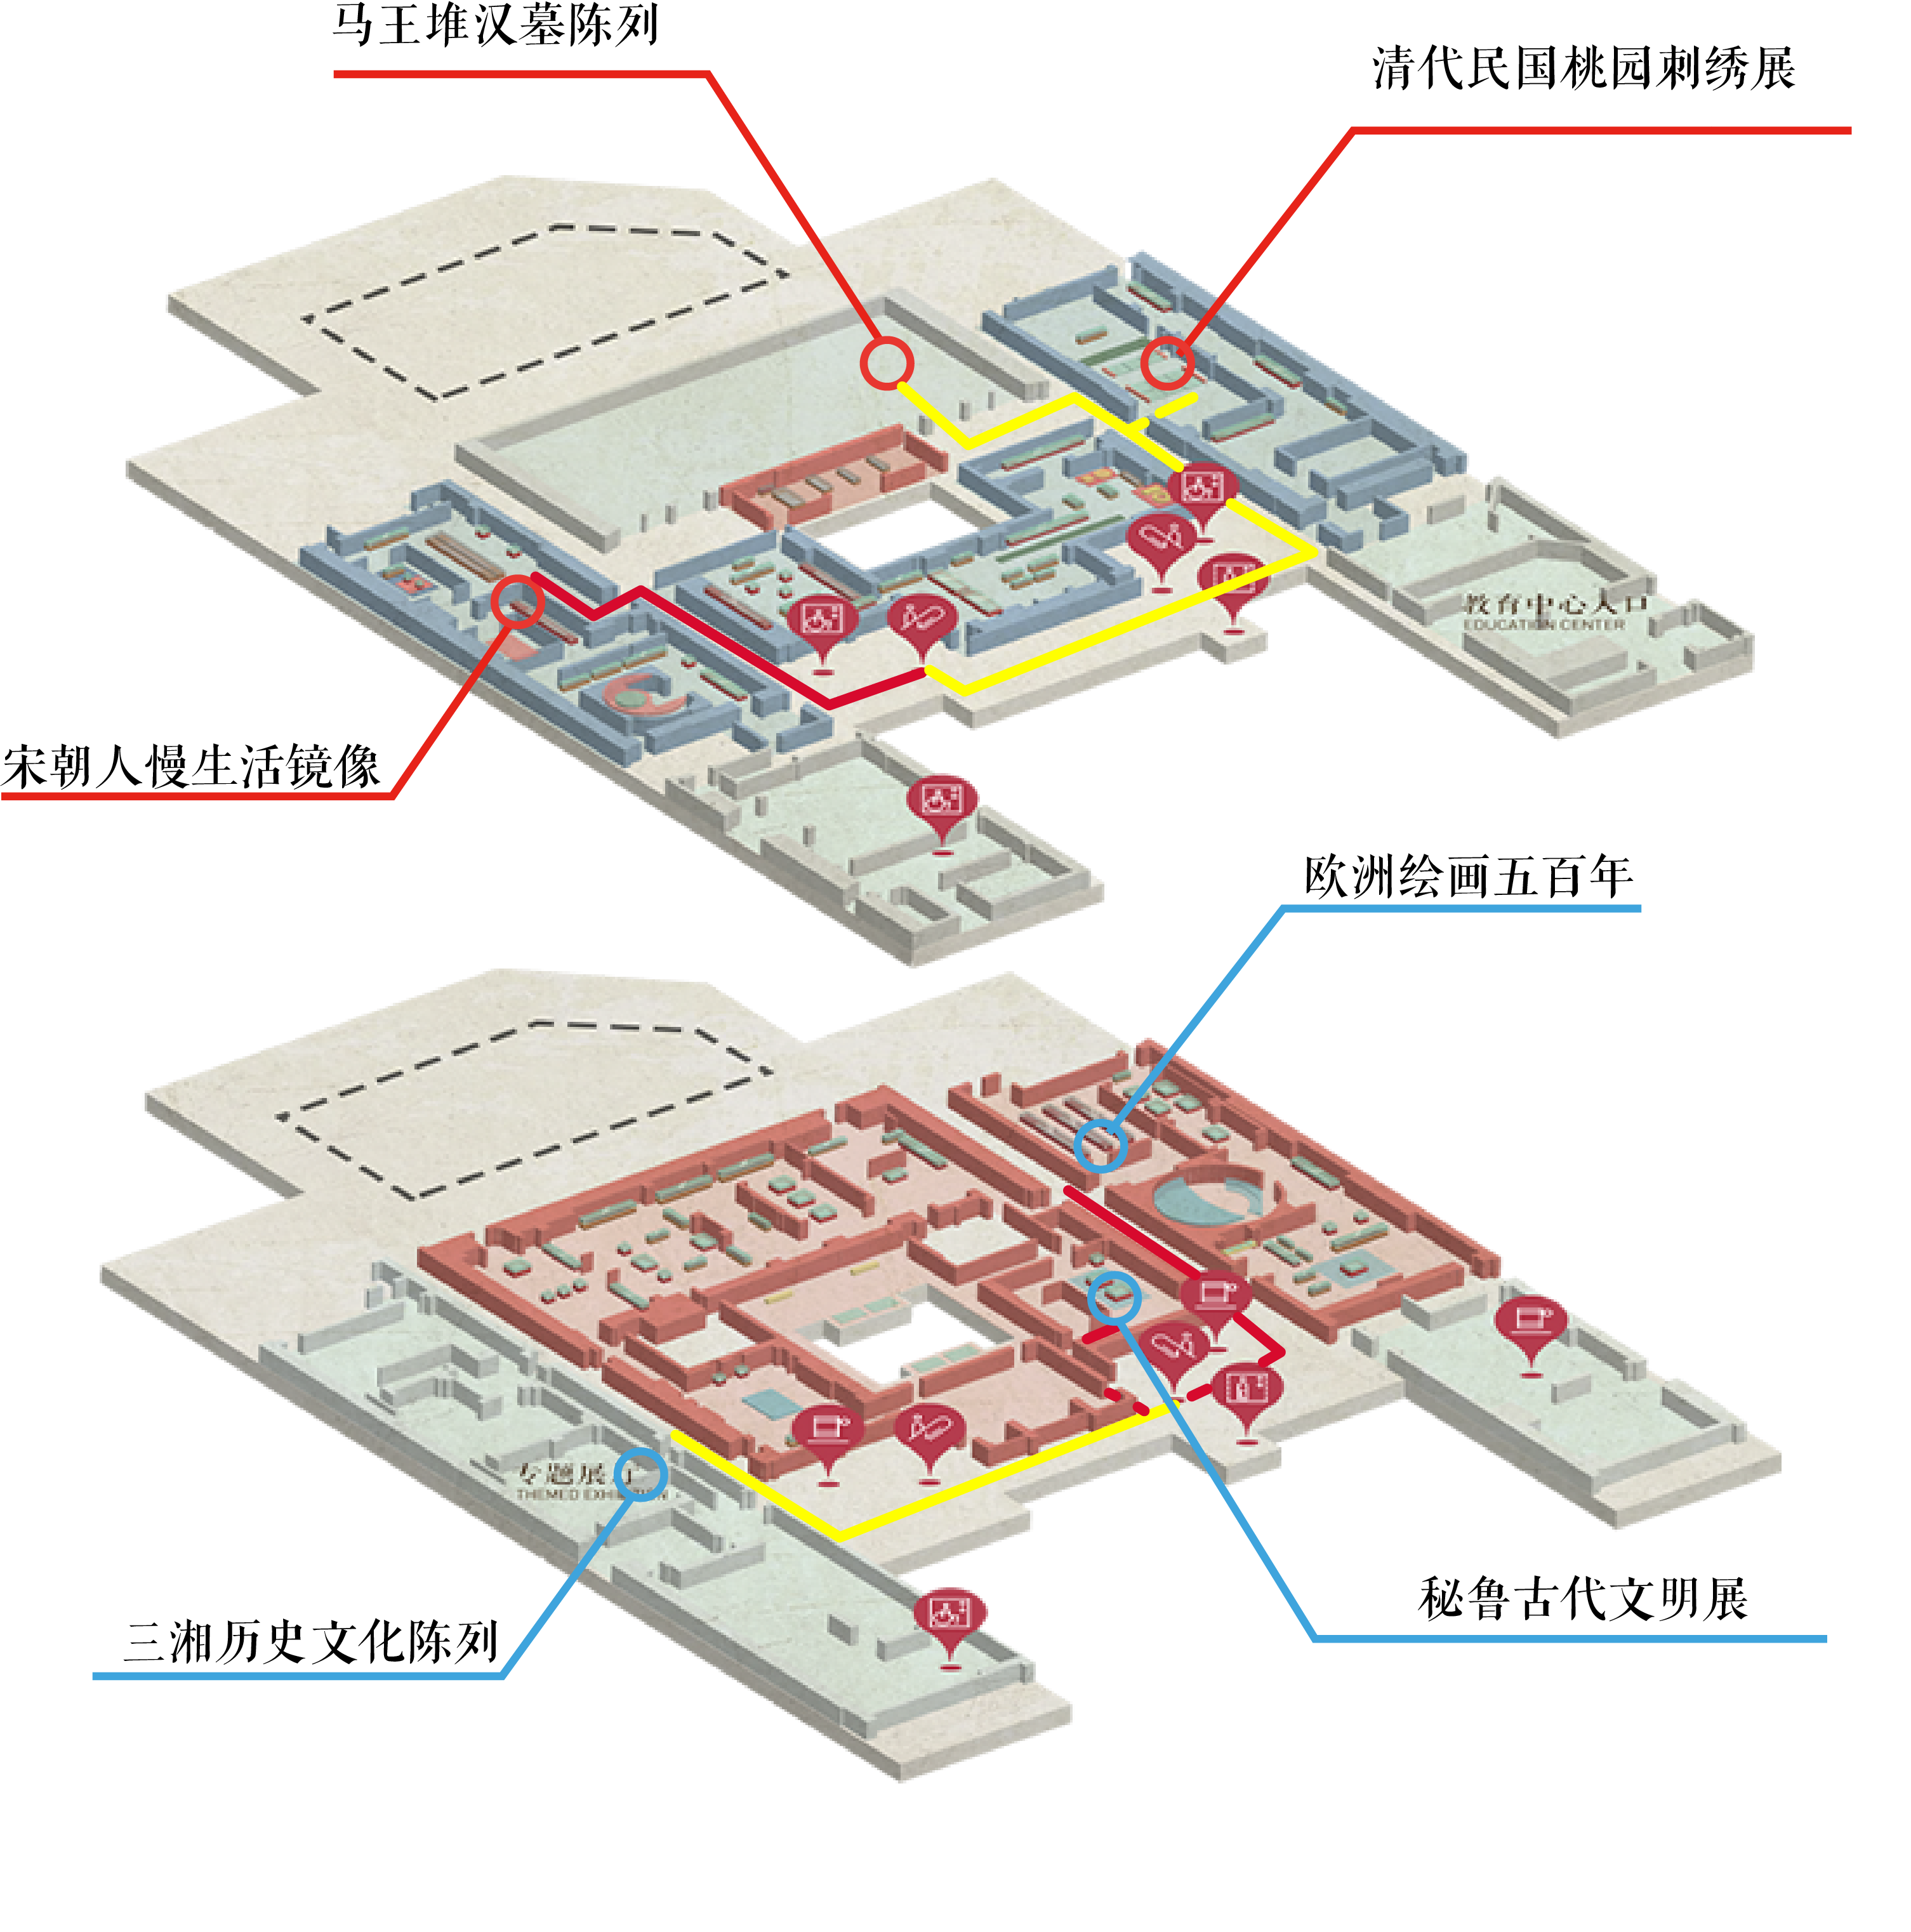 马王堆汉墓陈列
清代民国桃园刺绣展
教育中心入口
EDUCATION CENTER
宋朝人慢生活镜像
欧洲绘画五百年
专题展厅
THEMED EXHIBITION
秘鲁古代文明展
三湘历史文化陈列